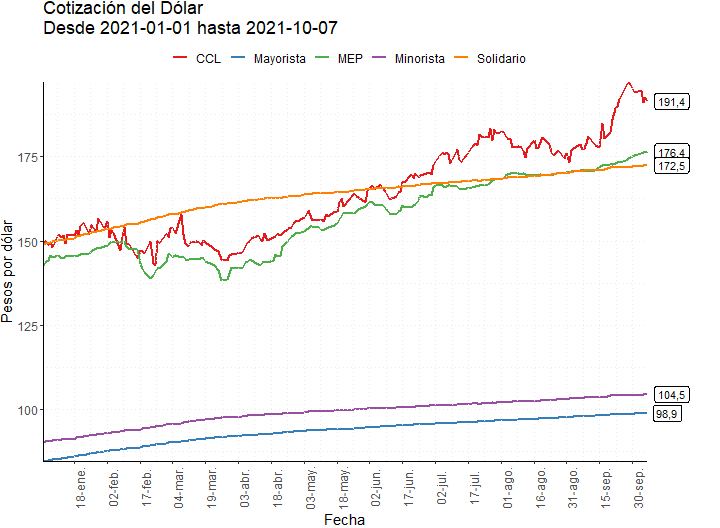 Cotización del Dólar
Desde 2021-01-01 hasta 2021-10-07
CCL Mayorista MEP Minorista Solidario
Pesos por dólar
175
150
125
100
191,4
176,4
172,5
104,5
98,9
18-ene. 02-feb. 17-feb. 04-mar. 19-mar. 03-abr. 18-abr. 03-may. 18-may. 02-jun. 17-jun. 02-jul. 17-jul. 01-ago. 16-ago. 31-ago. 15-sep. 30-sep.
Fecha